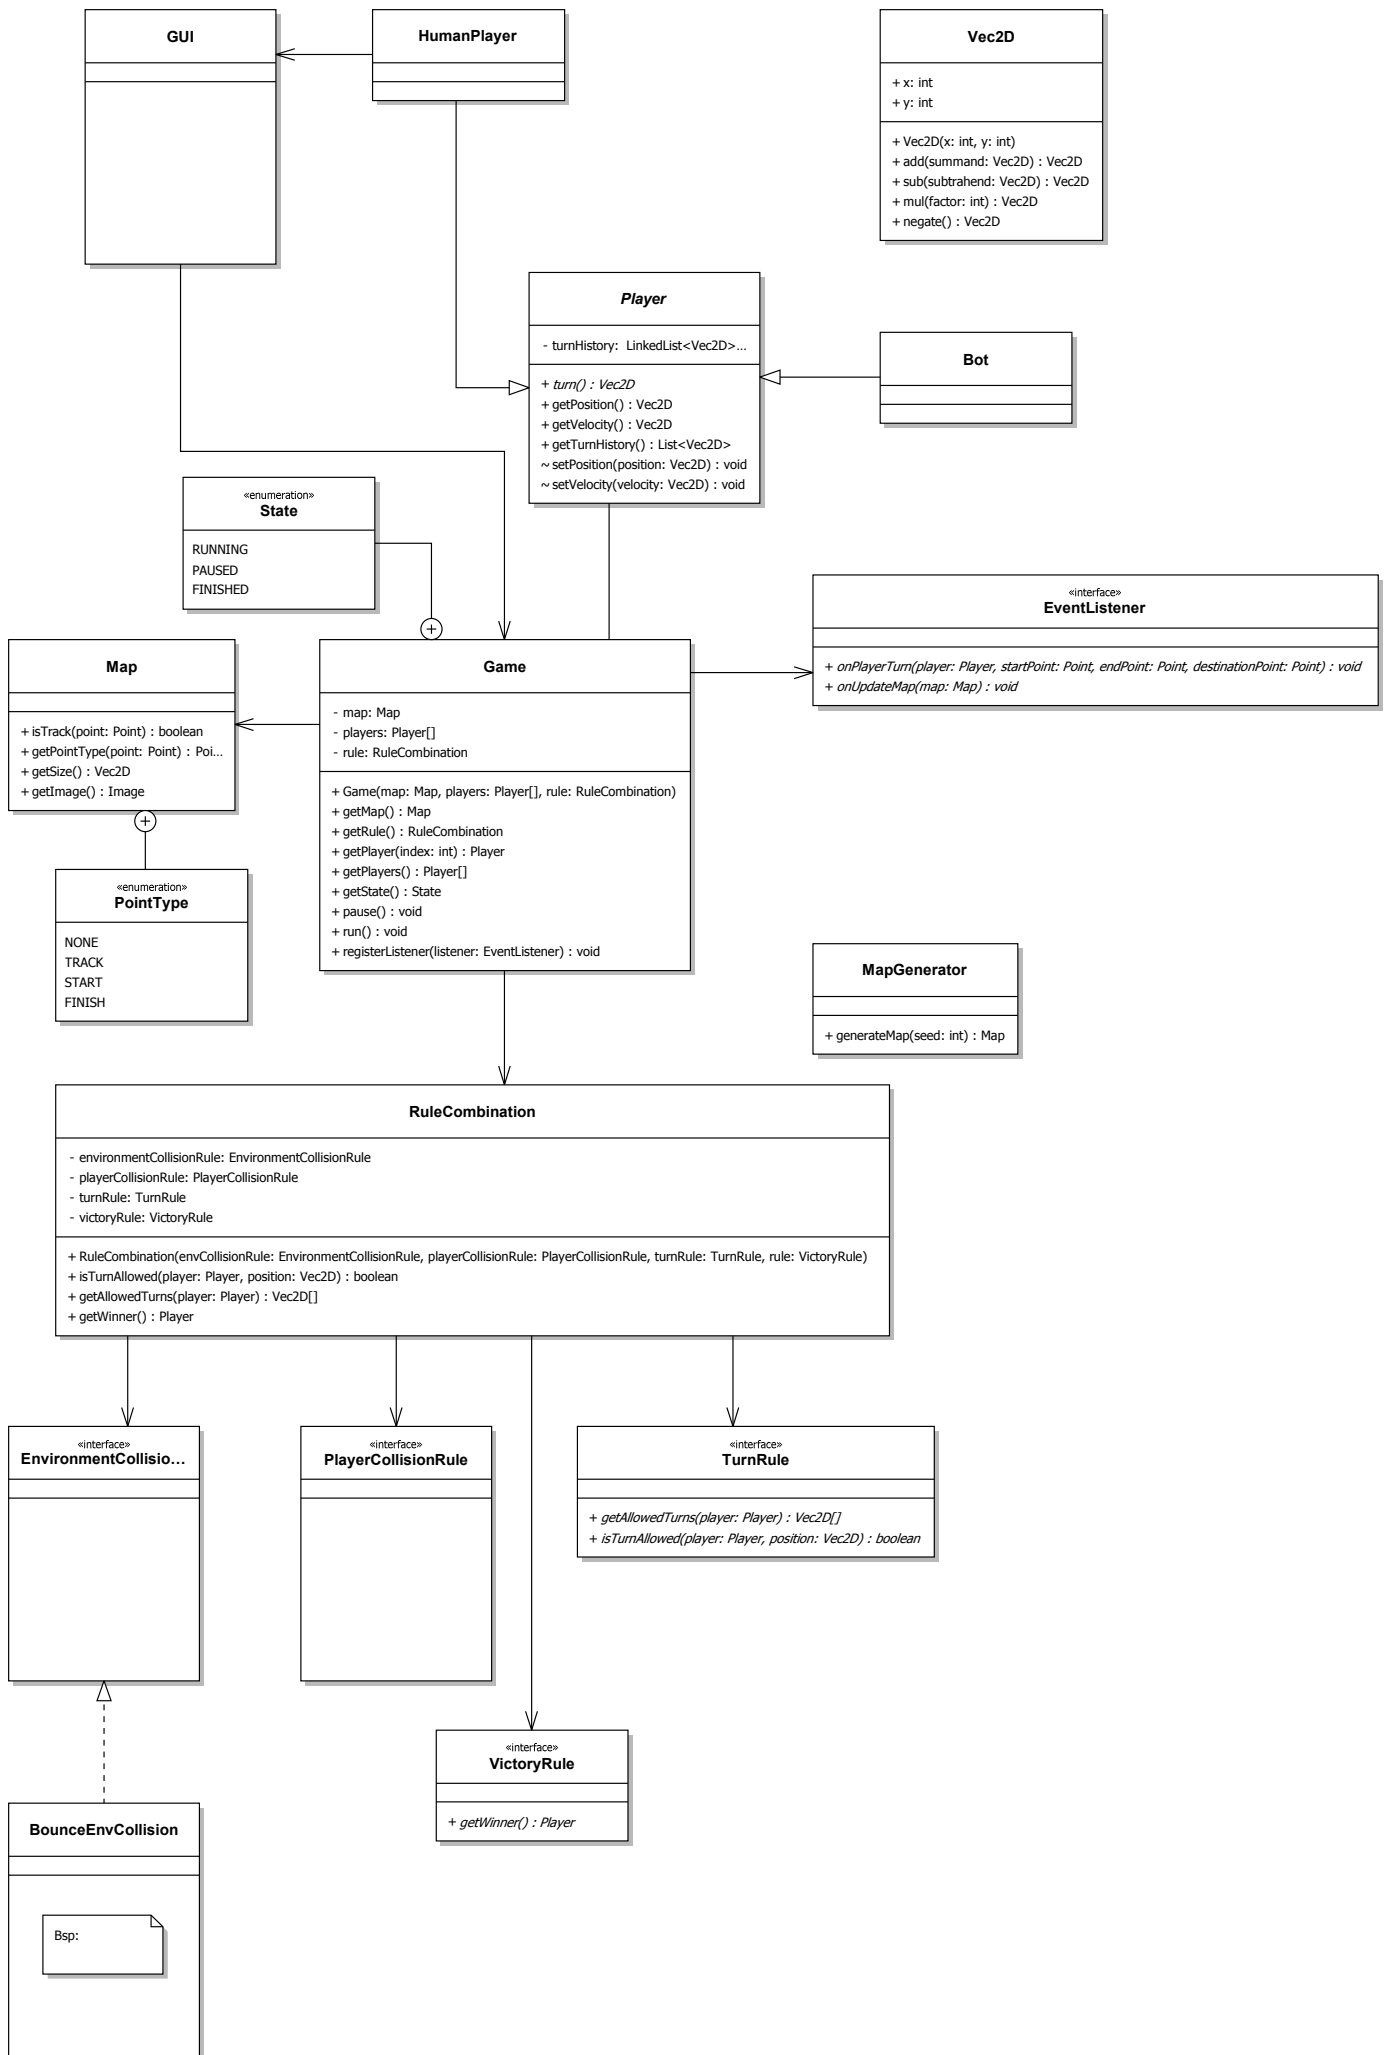 GUI
HumanPlayer
Vec2D
+ x: int
+ y: int
+ Vec2D(x: int, y: int)
+ add(summand: Vec2D) : Vec2D
+ sub(subtrahend: Vec2D) : Vec2D
+ mul(factor: int) : Vec2D
+ negate() : Vec2D
Player
- turnHistory: LinkedList<Vec2D>...
+ turn() : Vec2D
+ getPosition() : Vec2D
+ getVelocity() : Vec2D
+ getTurnHistory() : List<Vec2D>
~ setPosition(position: Vec2D) : void
~ setVelocity(velocity: Vec2D) : void
Bot
«enumeration»
State
RUNNING
PAUSED
FINISHED
«interface»
EventListener
+ onPlayerTurn(player: Player, startPoint: Point, endPoint: Point, destinationPoint: Point) : void
+ onUpdateMap(map: Map) : void
Map
+ isTrack(point: Point) : boolean
+ getPointType(point: Point) : Poi...
+ getSize() : Vec2D
+ getImage() : Image
Game
- map: Map
- players: Player[]
- rule: RuleCombination
+ Game(map: Map, players: Player[], rule: RuleCombination)
+ getMap() : Map
+ getRule() : RuleCombination
+ getPlayer(index: int) : Player
+ getPlayers() : Player[]
+ getState() : State
+ pause() : void
+ run() : void
+ registerListener(listener: EventListener) : void
«enumeration»
PointType
NONE
TRACK
START
FINISH
MapGenerator
+ generateMap(seed: int) : Map
RuleCombination
- environmentCollisionRule: EnvironmentCollisionRule
- playerCollisionRule: PlayerCollisionRule
- turnRule: TurnRule
- victoryRule: VictoryRule
+ RuleCombination(envCollisionRule: EnvironmentCollisionRule, playerCollisionRule: PlayerCollisionRule, turnRule: TurnRule, rule: VictoryRule)
+ isTurnAllowed(player: Player, position: Vec2D) : boolean
+ getAllowedTurns(player: Player) : Vec2D[]
+ getWinner() : Player
«interface»
EnvironmentCollisio...
«interface»
PlayerCollisionRule
«interface»
TurnRule
+ getAllowedTurns(player: Player) : Vec2D[]
+ isTurnAllowed(player: Player, position: Vec2D) : boolean
«interface»
VictoryRule
+ getWinner() : Player
BounceEnvCollision
Bsp: